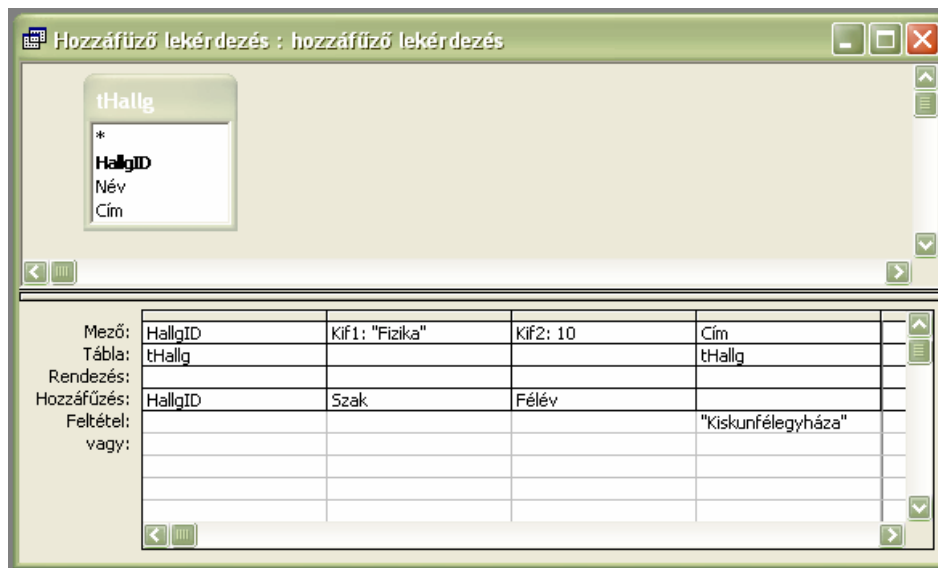 Hozzáfűző lekérdezés : hozzáfűző lekérdezés
tHallg
*
HallgID
Név
Cím
Mező: HallgID Kif1: "Fizika" Kif2: 10 Cím
Tábla: tHallg tHallg
Rendezés:
Hozzáfűzés: HallgID Szak Félév
Feltétel: "Kiskunfélegyháza"
vagy: